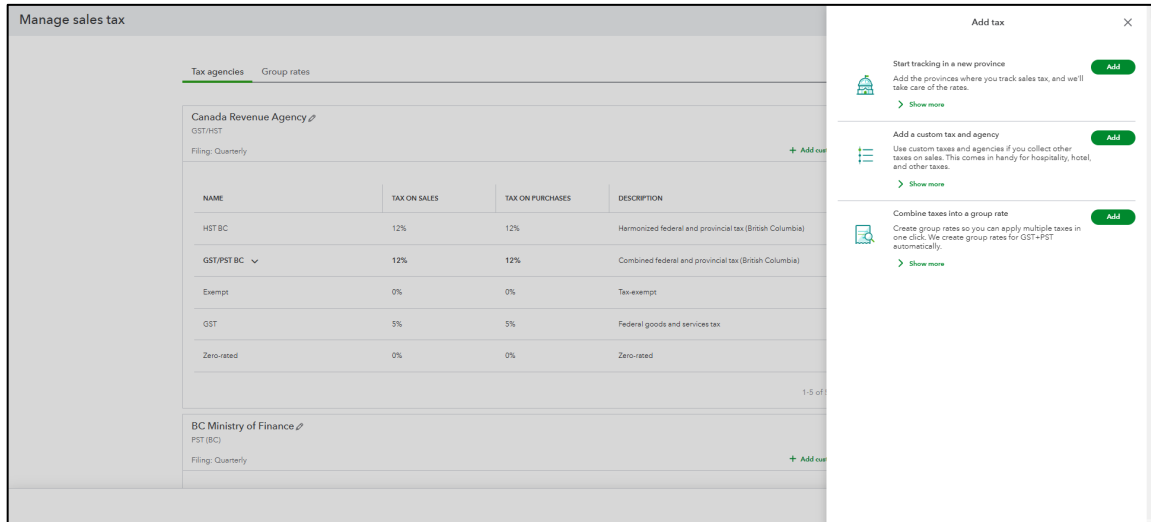 Manage sales tax
Tax agencies Group rates
Canada Revenue Agency
GST/HST
Filing: Quarterly
+ Add
NAME TAX ON SALES TAX ON PURCHASES DESCRIPTION
HST BC 12% 12% Harmonized federal and provincial tax (British Columbia)
GST/PST BC 12% 12% Combined federal and provincial tax (British Columbia)
Exempt 0% 0% Tax-exempt
GST 5% 5% Federal goods and services tax
Zero-rated 0% 0% Zero-rated
1-5 of
BC Ministry of Finance
PST (BC)
Filing: Quarterly
+ Add
Add tax
Start tracking in a new province
Add
Add the provinces where you track sales tax, and we'll
take care of the rates.
Show more
Add a custom tax and agency
Add
Use custom taxes and agencies if you collect other
taxes on sales. This comes in handy for hospitality, hotel,
and other taxes.
Show more
Combine taxes into a group rate
Add
Create group rates so you can apply multiple taxes in
one click. We create group rates for GST+PST
automatically.
Show more